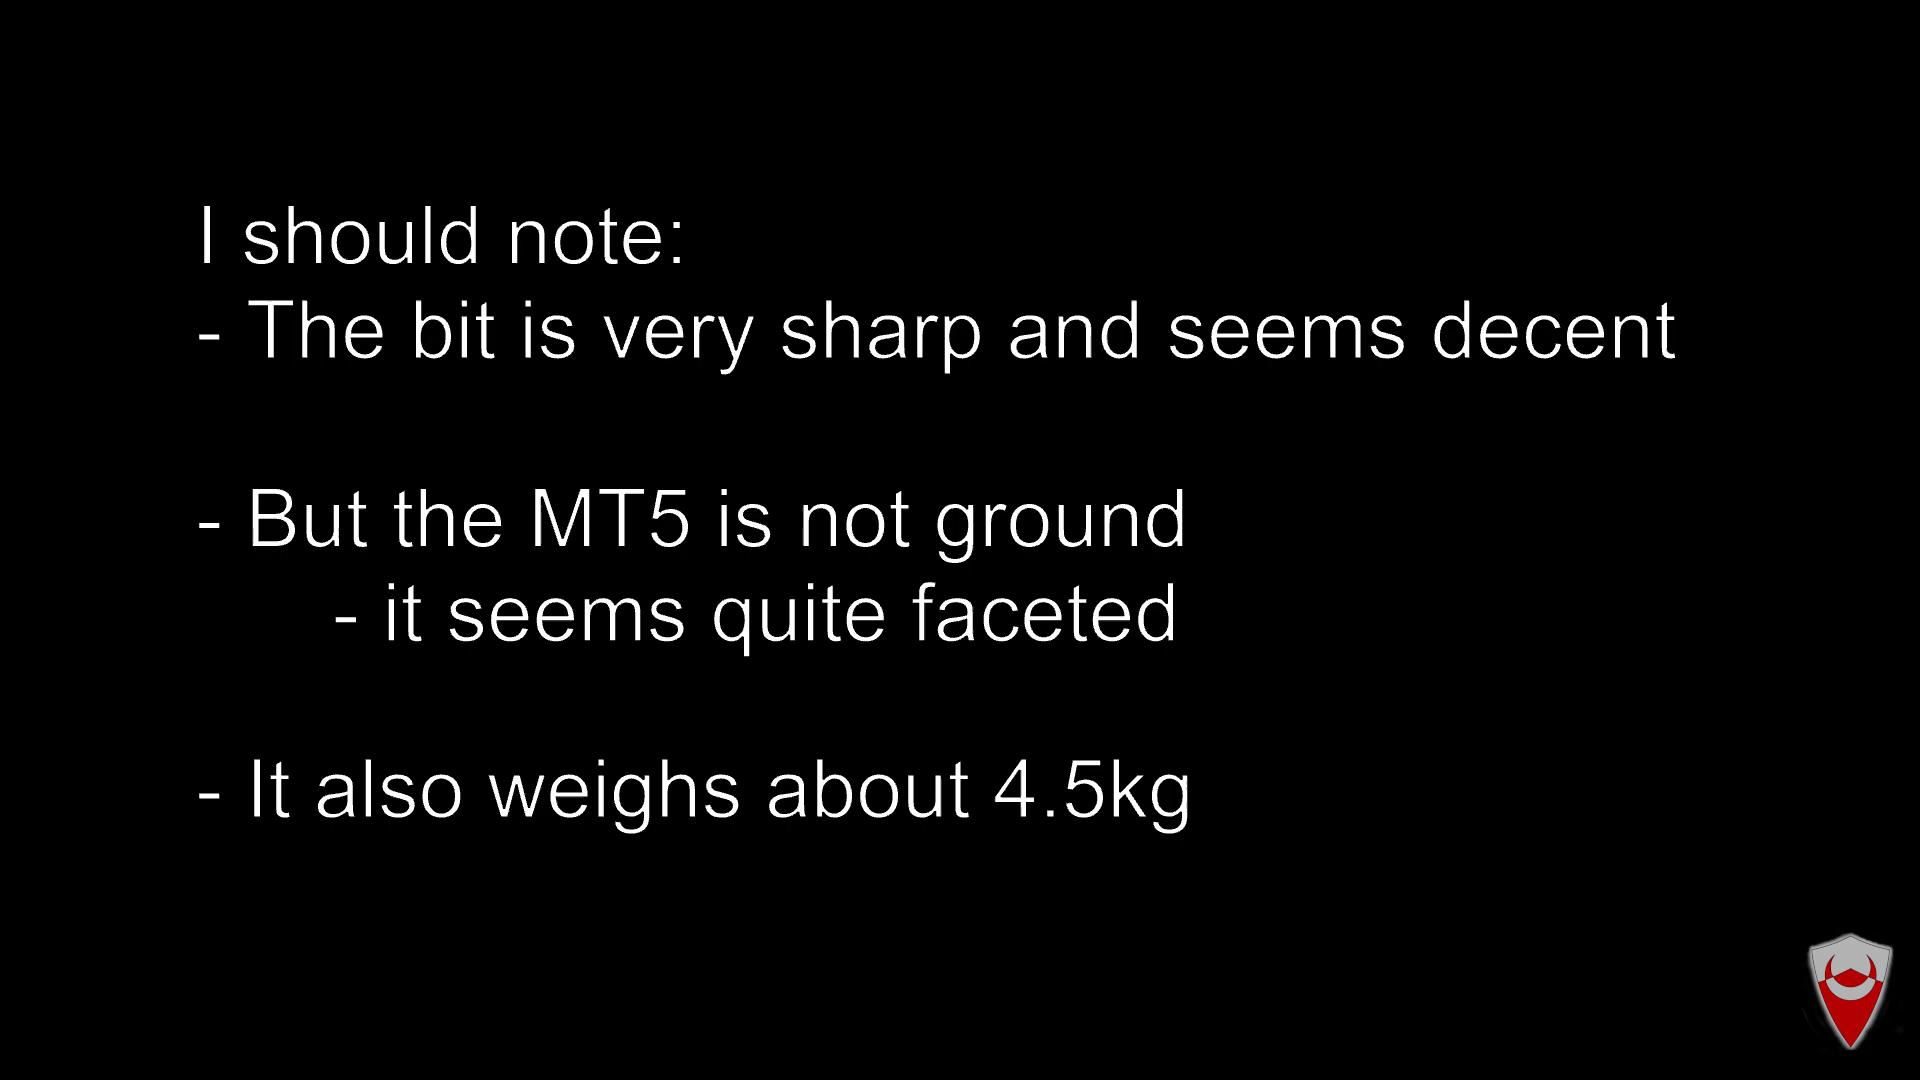 I should note:
- The bit is very sharp and seems decent
- But the MT5 is not ground
- it seems quite faceted
- It also weighs about 4.5kg